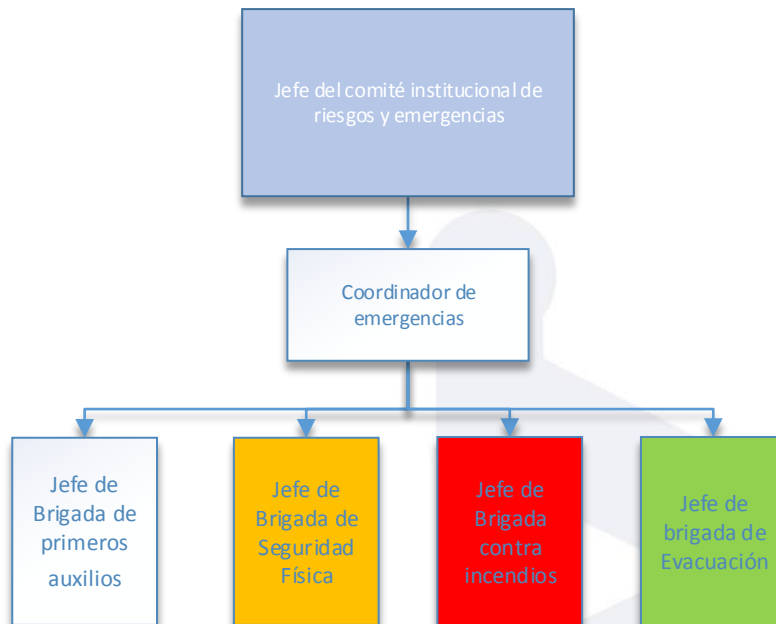 Jefe del comité institucional de
riesgos y emergencias
Coordinador de
emergencias
Jefe de
Brigada de
primeros
auxilios
Jefe de
Brigada de
Seguridad
Física
Jefe de
Brigada
contra
incendios
Jefe de
brigada de
Evacuación